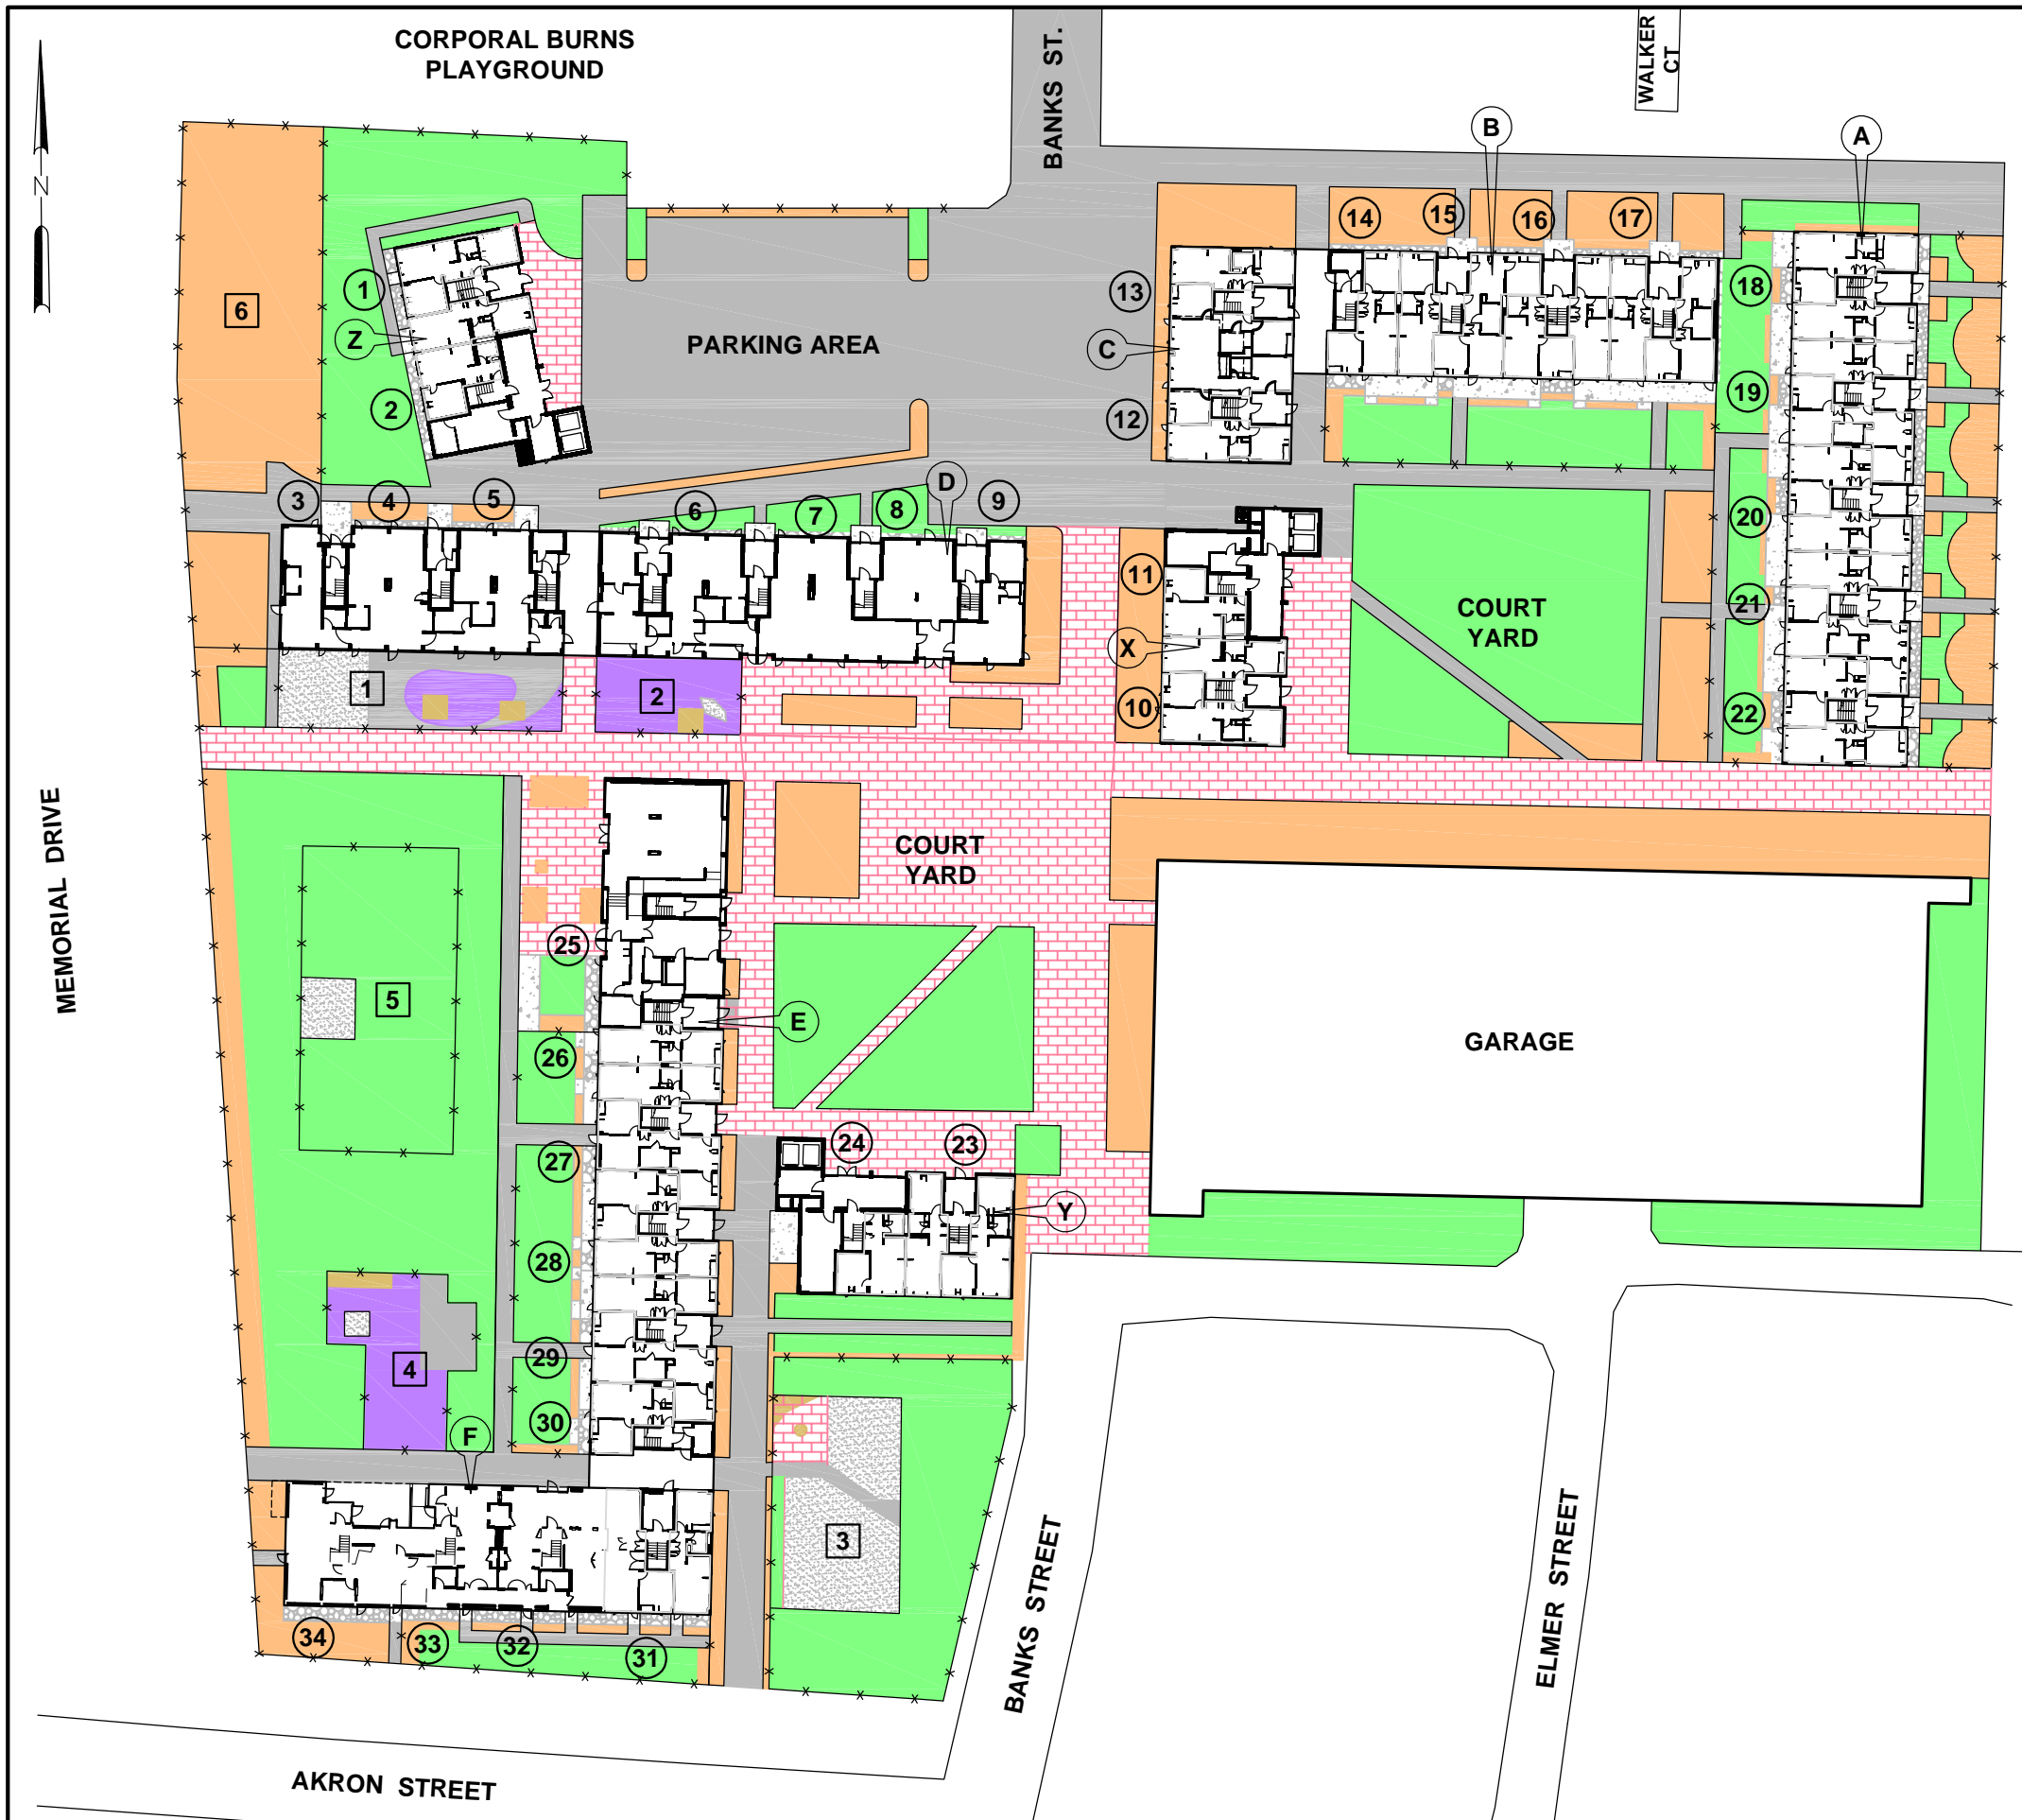 CORPORAL BURNS
PLAYGROUND
BANKS ST.
WALKER
CT
N
B
A
6
1
Z
2
PARKING AREA
13
C
12
14
15
16
17
18
19
20
21
22
3
4
5
6
7
8
D
9
11
X
10
COURT
YARD
1
2
MEMORIAL DRIVE
COURT
YARD
5
25
26
E
27
28
29
30
24
23
Y
GARAGE
4
F
3
34
33
32
31
BANKS STREET
ELMER STREET
AKRON STREET